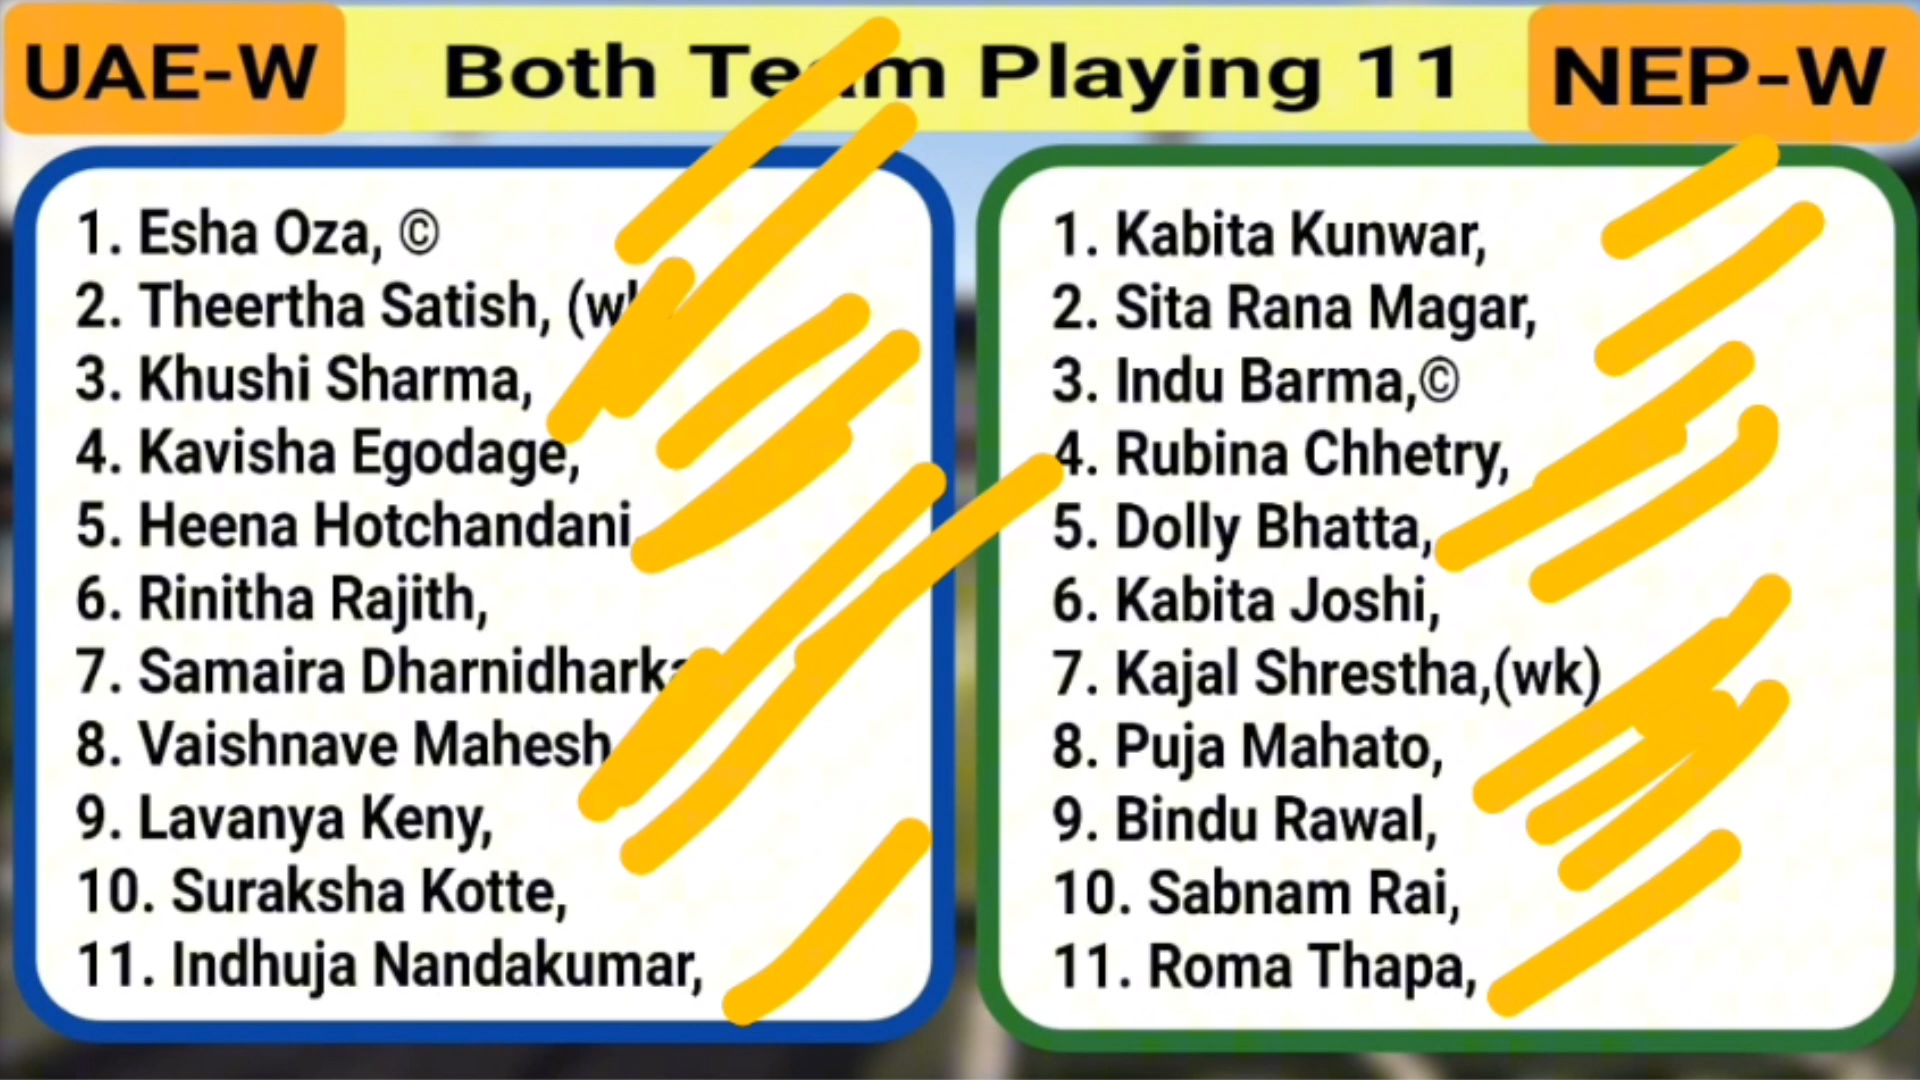 UAE-W Both Team Playing 11 NEP-W
1. Esha Oza, ©
2. Theertha Satish,
3. Khushi Sharma,
4. Kavisha Egodage,
5. Heena Hotchandani
6. Rinitha Rajith,
7. Samaira
8. Vaishnave Mahesh
9. Lavanya Keny,
10. Suraksha Kotte,
11. Indhuja Nandakumar,
1. Kabita Kunwar,
2. Sita Rana Magar,
3. Indu Barma,©
4. Rubina Chhetry,
5. Dolly Bhatta,
6. Kabita Joshi,
7. Kajal Shrestha,(wk)
8. Puja Mahato,
9. Bindu Rawal,
10. Sabnam Rai,
11. Roma Thapa,